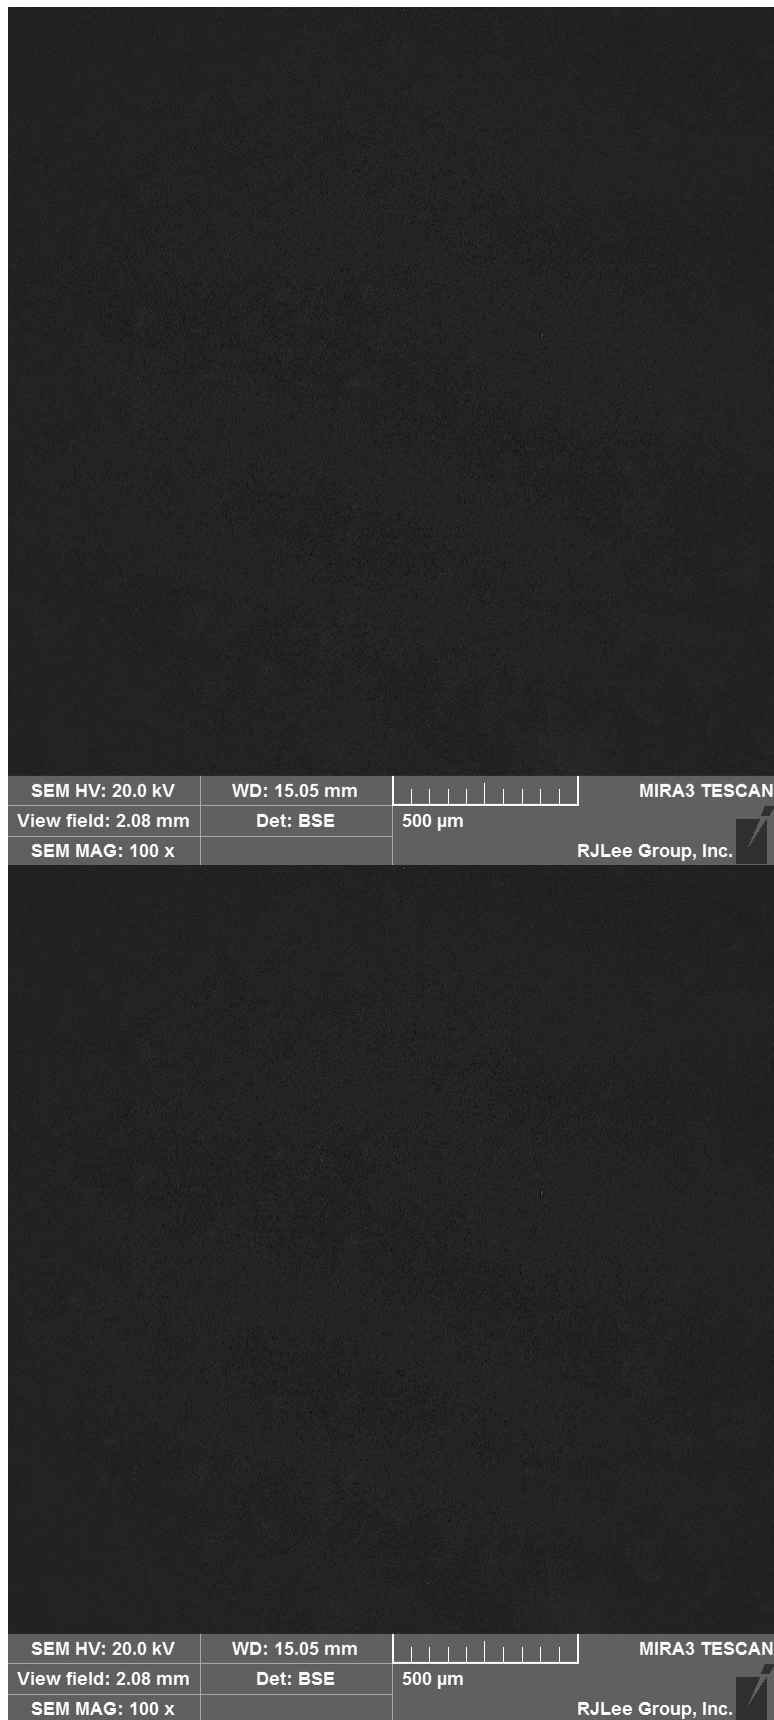 SEM HV: 20.0 kV WD: 15.05 mm MIRA3 TESCAN
View field: 2.08 mm Det: BSE 500 µm
SEM MAG: 100 x RJLee Group, Inc.
SEM HV: 20.0 kV WD: 15.05 mm MIRA3 TESCAN
View field: 2.08 mm Det: BSE 500 µm
SEM MAG: 100 x RJLee Group, Inc.